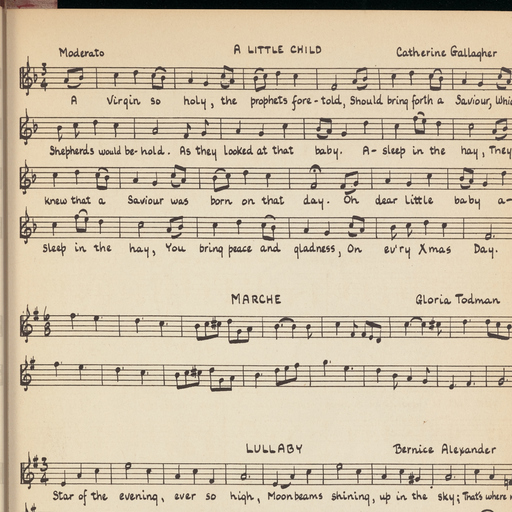 Moderato A LITTLE CHILD Catherine Gallagher
A Virgin so holy, the prophets fore-told, Should bring forth a Saviour, Whi
Shepherds would be-hold. As they looked at that baby. A-sleep in the hay, They
knew that a Saviour was born on that day. Oh dear little baby a-
sleep in the hay, You bring peace and gladness, On ev'ry Xmas Day.
MARCHE Gloria Todman
LULLABY Bernice Alexander
Star of the evening, ever so high, Moonbeams shining, up in the sky; That's where